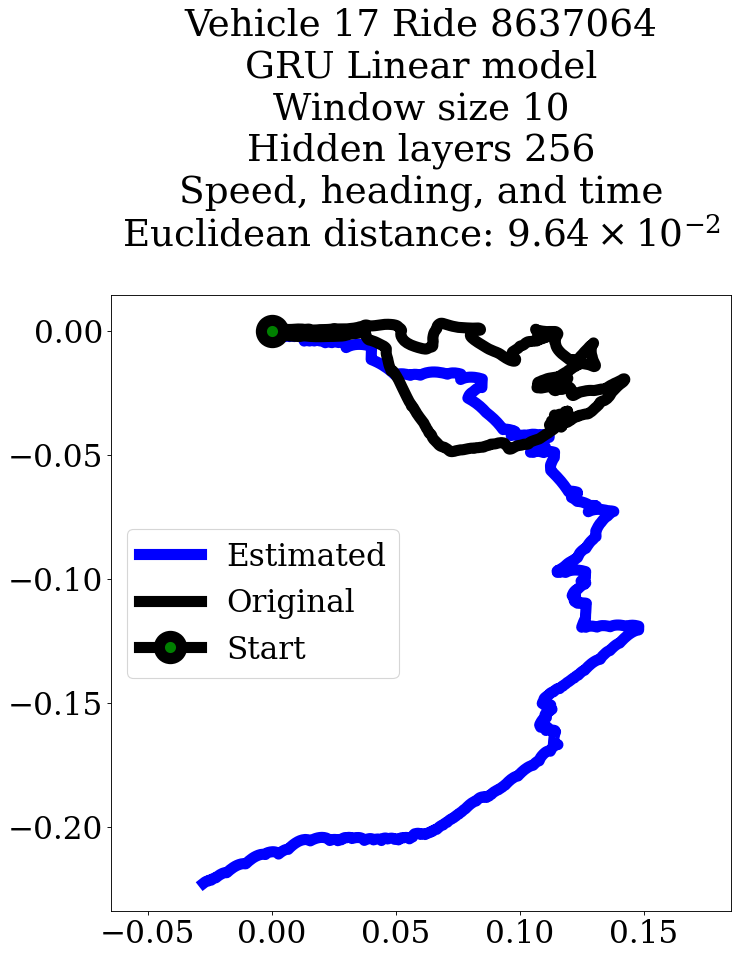 Vehicle 17 Ride 8637064
GRU Linear model
Window size 10
Hidden layers 256
Speed, heading, and time
Euclidean distance: 9.64 × 10⁻²
0.00
−0.05
−0.10
−0.15
−0.20
Estimated
Original
Start
−0.05 0.00 0.05 0.10 0.15